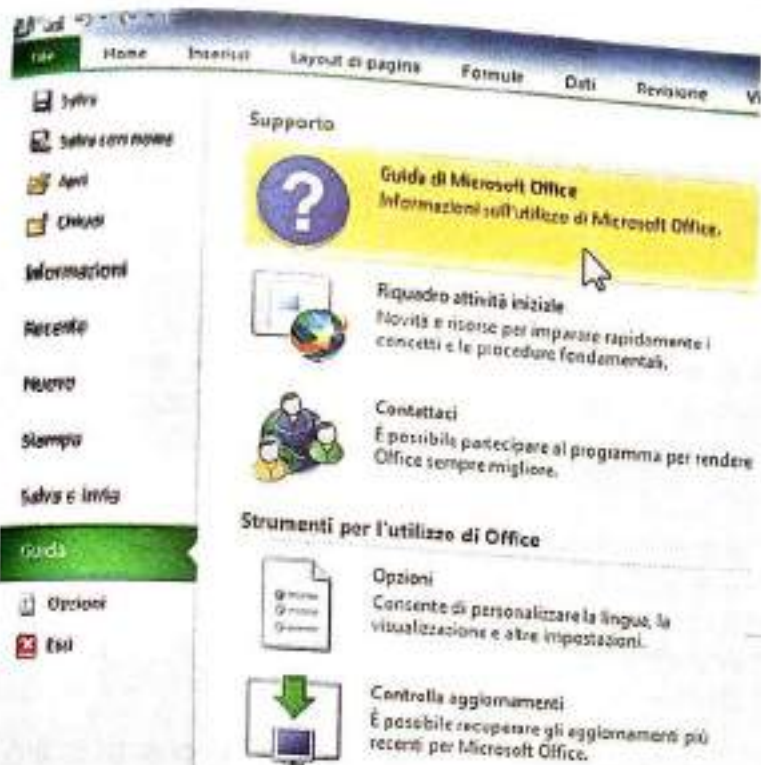 File Home Inserisci Layout di pagina Formule Dati Revisione
Salva
Salva con nome
Apri
Chiudi
Informazioni
Recente
Nuovo
Stampa
Salva e invia
Guida
Opzioni
Esci
Supporto
Guida di Microsoft Office
Informazioni sull'utilizzo di Microsoft Office.
Riquadro attività iniziale
Novità e risorse per imparare rapidamente i
concetti e le procedure fondamentali.
Contattaci
È possibile partecipare al programma per rendere
Office sempre migliore.
Strumenti per l'utilizzo di Office
Opzioni
Consente di personalizzare la lingua, la
visualizzazione e altre impostazioni.
Controlla aggiornamenti
È possibile recuperare gli aggiornamenti più
recenti per Microsoft Office.